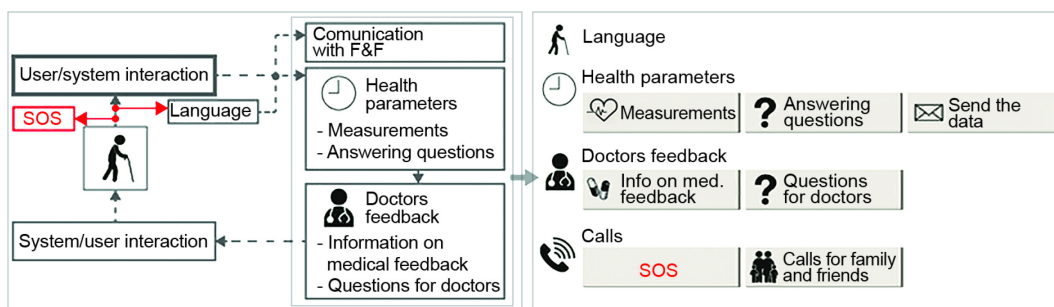 User/system interaction
SOS
Language
System/user interaction
Comunication
with F&F
Health
parameters
- Measurements
- Answering questions
Doctors
feedback
- Information on
medical feedback
- Questions for doctors
Language
Health parameters
Measurements
? Answering
questions
Send the
data
Doctors feedback
Info on med.
feedback
? Questions
for doctors
Calls
SOS
Calls for family
and friends